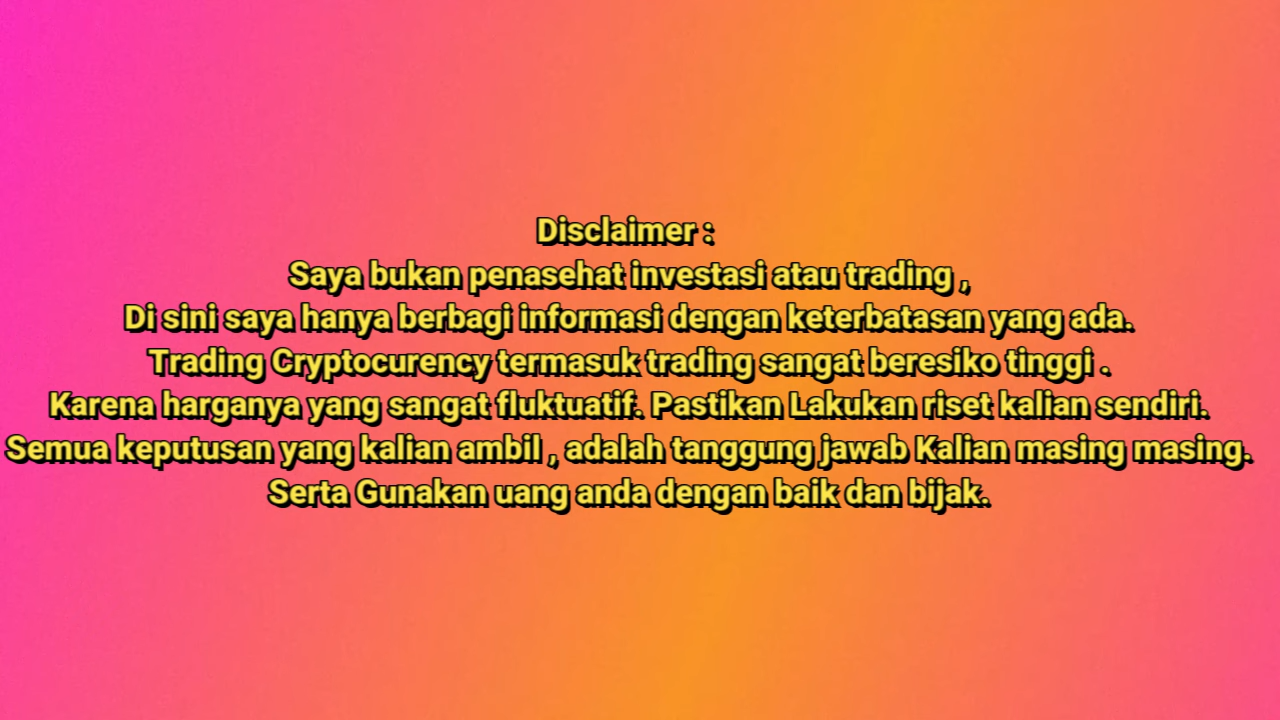 Disclaimer :
Saya bukan penasehat investasi atau trading ,
Di sini saya hanya berbagi informasi dengan keterbatasan yang ada.
Trading Cryptocurency termasuk trading sangat beresiko tinggi .
Karena harganya yang sangat fluktuatif. Pastikan Lakukan riset kalian sendiri.
Semua keputusan yang kalian ambil , adalah tanggung jawab Kalian masing masing.
Serta Gunakan uang anda dengan baik dan bijak.